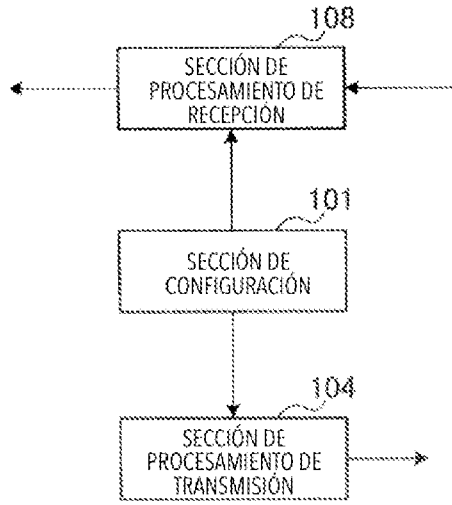 108
SECCIÓN DE
PROCESAMIENTO DE
RECEPCIÓN
101
SECCIÓN DE
CONFIGURACIÓN
104
SECCIÓN DE
PROCESAMIENTO DE
TRANSMISIÓN